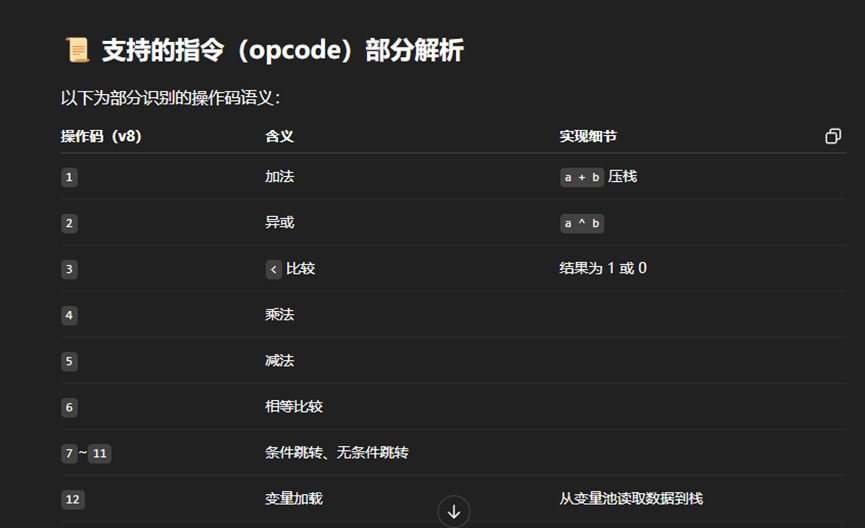 📜 支持的指令（opcode）部分解析
以下为部分识别的操作码语义：
操作码（v8） 含义 实现细节
1 加法 a + b 压栈
2 异或 a ^ b
3 < 比较 结果为 1 或 0
4 乘法
5 减法
6 相等比较
7 ~ 11 条件跳转、无条件跳转
12 变量加载 从变量池读取数据到栈